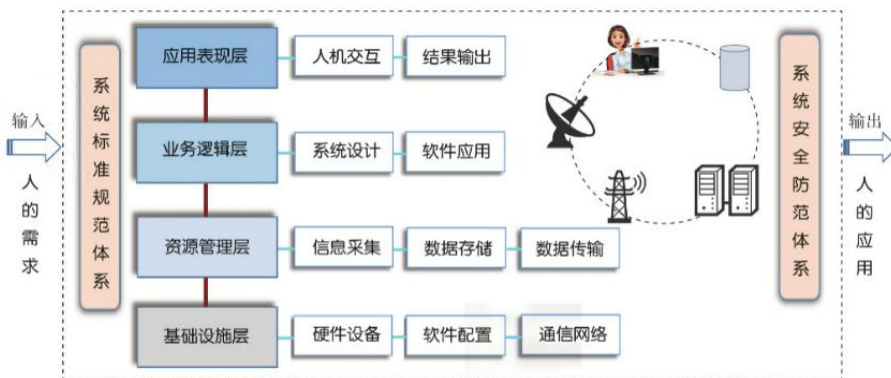 输入
人的需求
系统标准规范体系
应用表现层
人机交互
结果输出
业务逻辑层
系统设计
软件应用
资源管理层
信息采集
数据存储
数据传输
基础设施层
硬件设备
软件配置
通信网络
系统安全防范体系
输出
人的应用